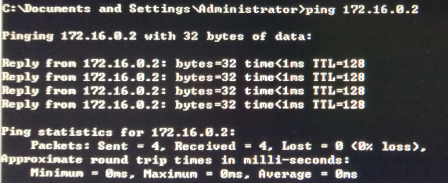 C:\Documents and Settings\Administrator>ping 172.16.0.2
Pinging 172.16.0.2 with 32 bytes of data:
Reply from 172.16.0.2: bytes=32 time<1ms TTL=128
Reply from 172.16.0.2: bytes=32 time<1ms TTL=128
Reply from 172.16.0.2: bytes=32 time<1ms TTL=128
Reply from 172.16.0.2: bytes=32 time<1ms TTL=128
Ping statistics for 172.16.0.2:
Packets: Sent = 4, Received = 4, Lost = 0 (0% loss),
Approximate round trip times in milli-seconds:
Minimum = 0ms, Maximum = 0ms, Average = 0ms